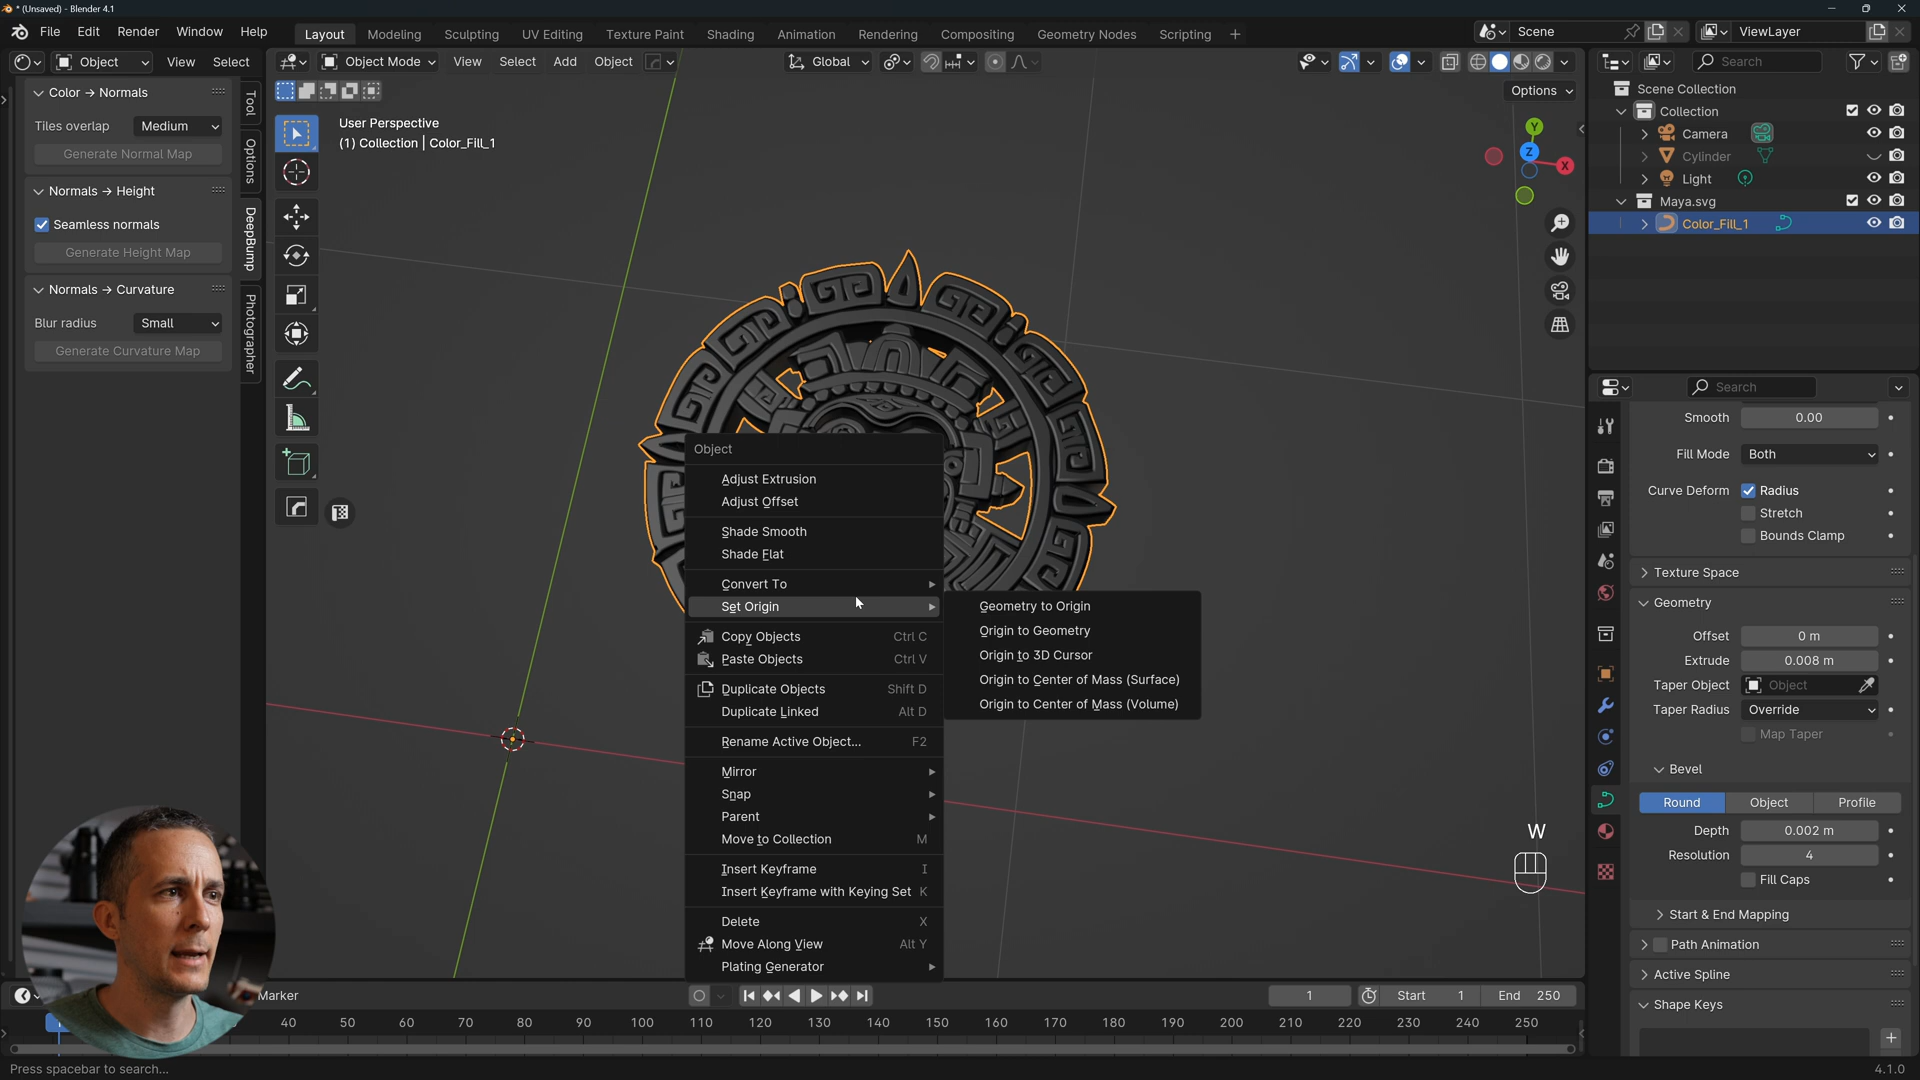 * (Unsaved) - Blender 4.1
File Edit Render Window Help
Layout Modeling Sculpting UV Editing Texture Paint Shading Animation Rendering Compositing Geometry Nodes Scripting +
Scene
ViewLayer
Object View Select
Object Mode View Select Add Object
Global
Search
Options
Color → Normals
Tiles overlap Medium
Generate Normal Map
Normals → Height
Seamless normals
Generate Height Map
Normals → Curvature
Blur radius Small
Generate Curvature Map
Tool
Options
DeepBump
Photographer
User Perspective
(1) Collection | Color_Fill_1
Y
Z
X
Scene Collection
Collection
Camera
Cylinder
Light
Maya.svg
Color_Fill_1
Object
Adjust Extrusion
Adjust Offset
Shade Smooth
Shade Flat
Convert To
Set Origin
Copy Objects Ctrl C
Paste Objects Ctrl V
Duplicate Objects Shift D
Duplicate Linked Alt D
Rename Active Object... F2
Mirror
Snap
Parent
Move to Collection M
Insert Keyframe I
Insert Keyframe with Keying Set K
Delete X
Move Along View Alt Y
Plating Generator
Geometry to Origin
Origin to Geometry
Origin to 3D Cursor
Origin to Center of Mass (Surface)
Origin to Center of Mass (Volume)
W
Search
Smooth 0.00
Fill Mode Both
Curve Deform Radius
Stretch
Bounds Clamp
Texture Space
Geometry
Offset 0 m
Extrude 0.008 m
Taper Object Object
Taper Radius Override
Map Taper
Bevel
Round Object Profile
Depth 0.002 m
Resolution 4
Fill Caps
Start & End Mapping
Path Animation
Active Spline
Shape Keys
Marker
1 Start 1 End 250
40 50 60 70 80 90 100 110 120 130 140 150 160 170 180 190 200 210 220 230 240 250
Press spacebar to search...
4.1.0